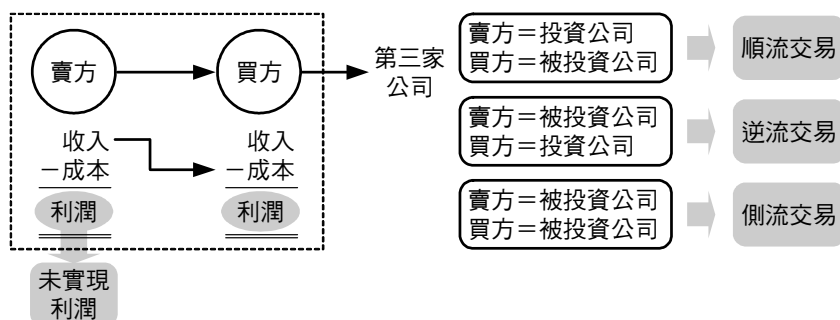 賣方
買方
第三家
公司
收入
－成本
利潤
收入
－成本
利潤
未實現
利潤
賣方＝投資公司
買方＝被投資公司
順流交易
賣方＝被投資公司
買方＝投資公司
逆流交易
賣方＝被投資公司
買方＝被投資公司
側流交易